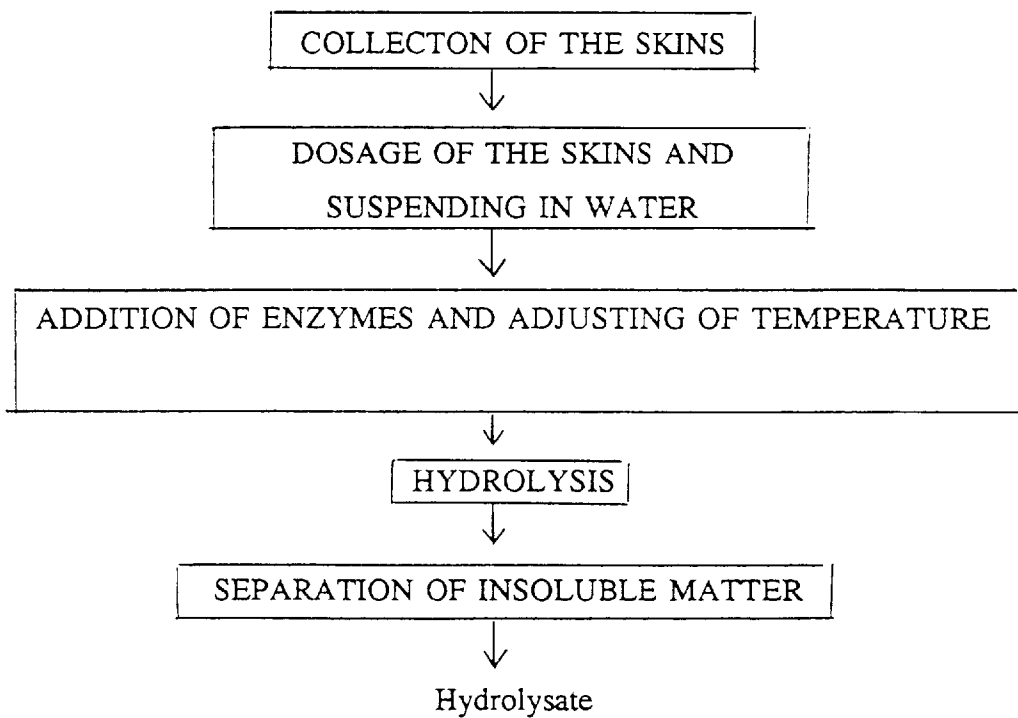 COLLECTON OF THE SKINS
DOSAGE OF THE SKINS AND
SUSPENDING IN WATER
ADDITION OF ENZYMES AND ADJUSTING OF TEMPERATURE
HYDROLYSIS
SEPARATION OF INSOLUBLE MATTER
Hydrolysate